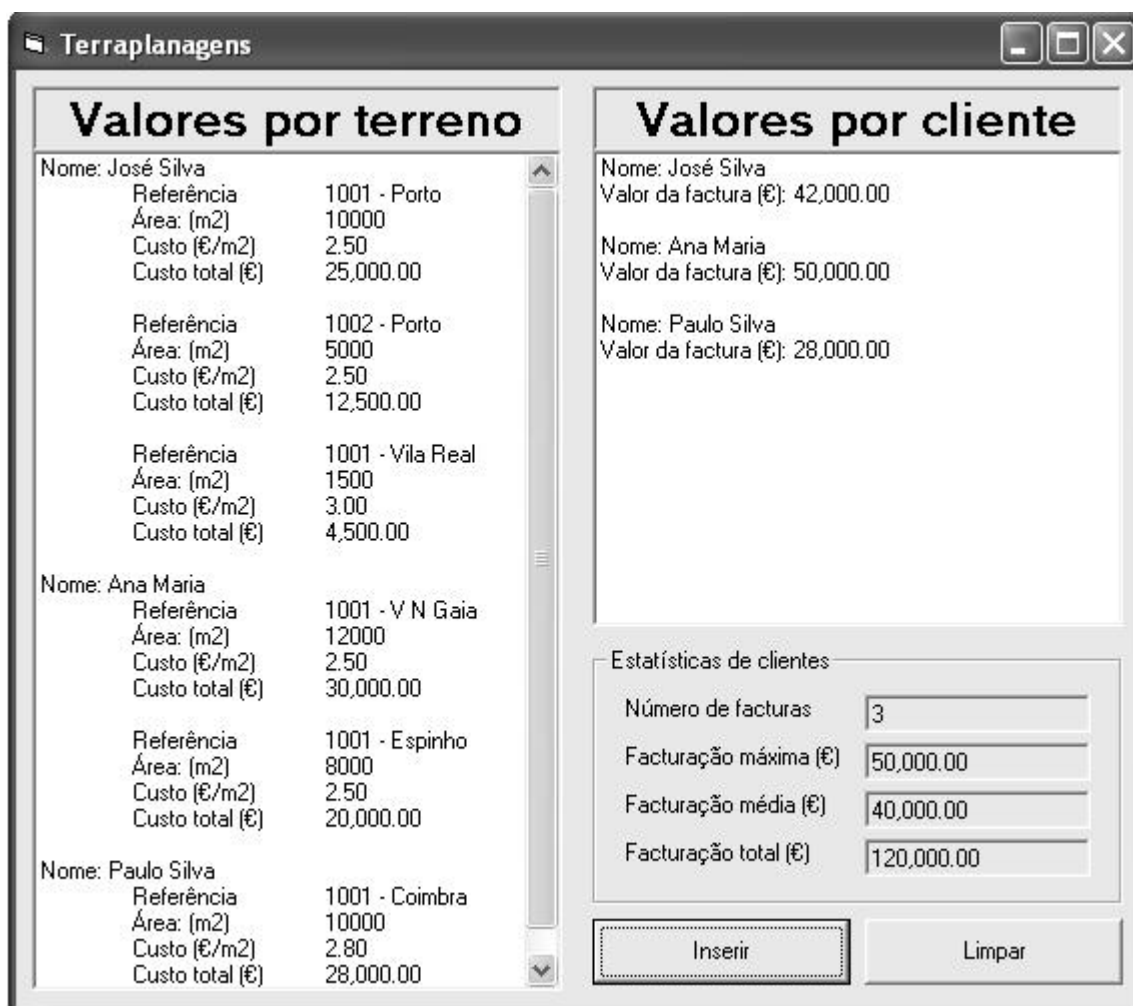 Terraplanagens
Valores por terreno
Nome: José Silva
Referência 1001 - Porto
Área: (m2) 10000
Custo (€/m2) 2.50
Custo total (€) 25,000.00
Referência 1002 - Porto
Área: (m2) 5000
Custo (€/m2) 2.50
Custo total (€) 12,500.00
Referência 1001 - Vila Real
Área: (m2) 1500
Custo (€/m2) 3.00
Custo total (€) 4,500.00
Nome: Ana Maria
Referência 1001 - V N Gaia
Área: (m2) 12000
Custo (€/m2) 2.50
Custo total (€) 30,000.00
Referência 1001 - Espinho
Área: (m2) 8000
Custo (€/m2) 2.50
Custo total (€) 20,000.00
Nome: Paulo Silva
Referência 1001 - Coimbra
Área: (m2) 10000
Custo (€/m2) 2.80
Custo total (€) 28,000.00
Valores por cliente
Nome: José Silva
Valor da factura (€): 42,000.00
Nome: Ana Maria
Valor da factura (€): 50,000.00
Nome: Paulo Silva
Valor da factura (€): 28,000.00
Estatísticas de clientes
Número de facturas 3
Facturação máxima (€) 50,000.00
Facturação média (€) 40,000.00
Facturação total (€) 120,000.00
Inserir Limpar